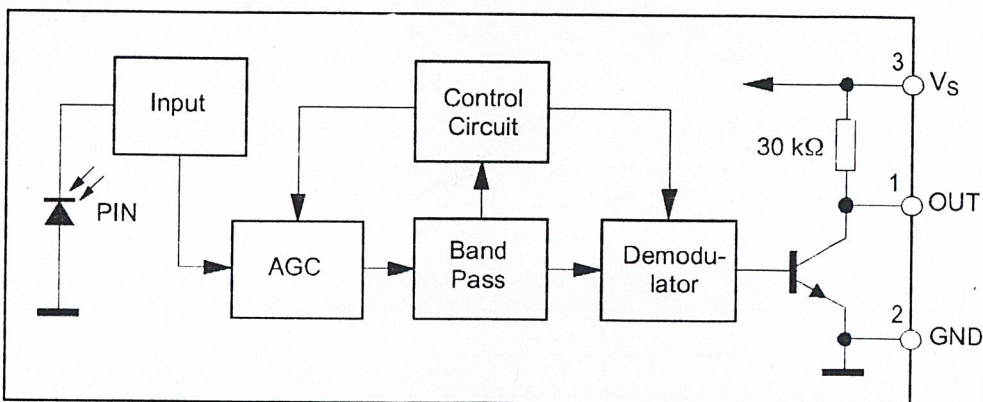 Input
Control
Circuit
3
VS
30 kΩ
1
OUT
PIN
AGC
Band
Pass
Demodu-
lator
2
GND